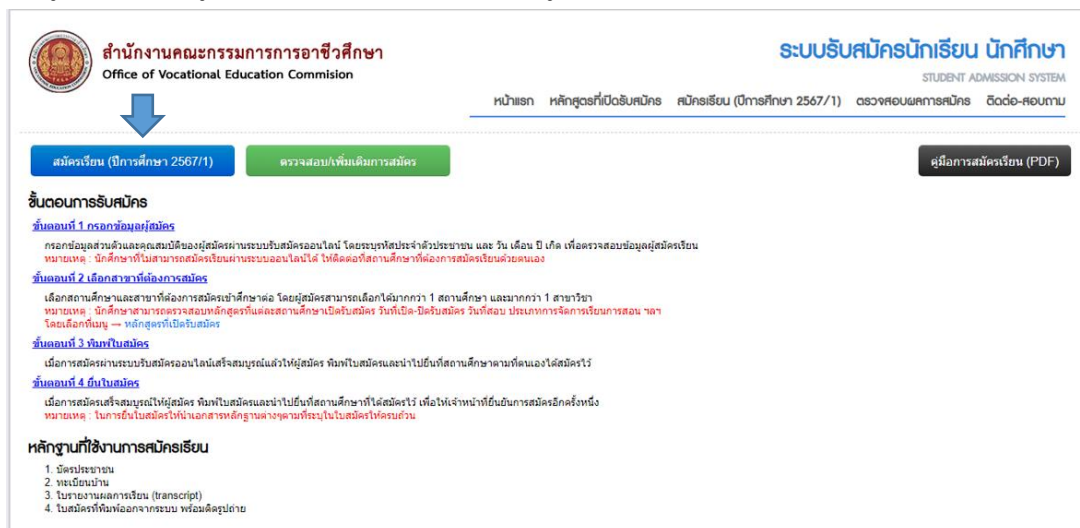 สำนักงานคณะกรรมการการอาชีวศึกษา
Office of Vocational Education Commision
ระบบรับสมัครนักเรียน นักศึกษา
STUDENT ADMISSION SYSTEM
หน้าแรก หลักสูตรที่เปิดรับสมัคร สมัครเรียน (ปีการศึกษา 2567/1) ตรวจสอบผลการสมัคร ติดต่อ-สอบถาม
สมัครเรียน (ปีการศึกษา 2567/1) ตรวจสอบ/เพิ่มเติมการสมัคร คู่มือการสมัครเรียน (PDF)
ขั้นตอนการรับสมัคร
ขั้นตอนที่ 1 กรอกข้อมูลผู้สมัคร
กรอกข้อมูลส่วนตัวและคุณสมบัติของผู้สมัครผ่านระบบรับสมัครออนไลน์ โดยระบุรหัสประจำตัวประชาชน และ วัน เดือน ปี เกิด เพื่อตรวจสอบข้อมูลผู้สมัครเรียน
หมายเหตุ : นักศึกษาที่ไม่สามารถสมัครเรียนผ่านระบบออนไลน์ได้ ให้ติดต่อที่สถานศึกษาที่ต้องการสมัครเรียนด้วยตนเอง
ขั้นตอนที่ 2 เลือกสาขาที่ต้องการสมัคร
เลือกสถานศึกษาและสาขาที่ต้องการสมัครเข้าศึกษาต่อ โดยผู้สมัครสามารถเลือกได้มากกว่า 1 สถานศึกษา และมากกว่า 1 สาขาวิชา
หมายเหตุ : นักศึกษาสามารถตรวจสอบหลักสูตรที่แต่ละสถานศึกษาเปิดรับสมัคร วันที่เปิด-ปิดรับสมัคร วันที่สอบ ประเภทการจัดการเรียนการสอน ฯลฯ
โดยเลือกที่เมนู → หลักสูตรที่เปิดรับสมัคร
ขั้นตอนที่ 3 พิมพ์ใบสมัคร
เมื่อการสมัครผ่านระบบรับสมัครออนไลน์เสร็จสมบูรณ์แล้วให้ผู้สมัคร พิมพ์ใบสมัครและนำไปยื่นที่สถานศึกษาตามที่ตนเองได้สมัครไว้
ขั้นตอนที่ 4 ยื่นใบสมัคร
เมื่อการสมัครเสร็จสมบูรณ์ให้ผู้สมัคร พิมพ์ใบสมัครและนำไปยื่นที่สถานศึกษาที่ได้สมัครไว้ เพื่อให้เจ้าหน้าที่ยืนยันการสมัครอีกครั้งหนึ่ง
หมายเหตุ : ในการยื่นใบสมัครให้นำเอกสารหลักฐานต่างๆตามที่ระบุในใบสมัครให้ครบถ้วน
หลักฐานที่ใช้งานการสมัครเรียน
1. บัตรประชาชน
2. ทะเบียนบ้าน
3. ใบรายงานผลการเรียน (transcript)
4. ใบสมัครที่พิมพ์ออกจากระบบ พร้อมติดรูปถ่าย